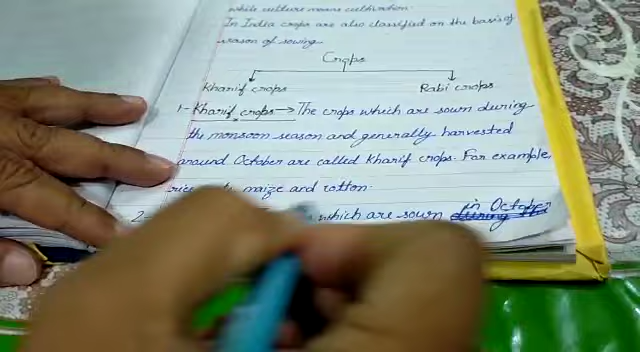 while culture means cultivation.
In India crops are also classified on the basis of
season of sowing.
Crops
Kharif crops Rabi crops
1- Kharif crops → The crops which are sown during
the monsoon season and generally harvested
around October are called Kharif crops. For example,
maize and cotton.
2- which are sown in October